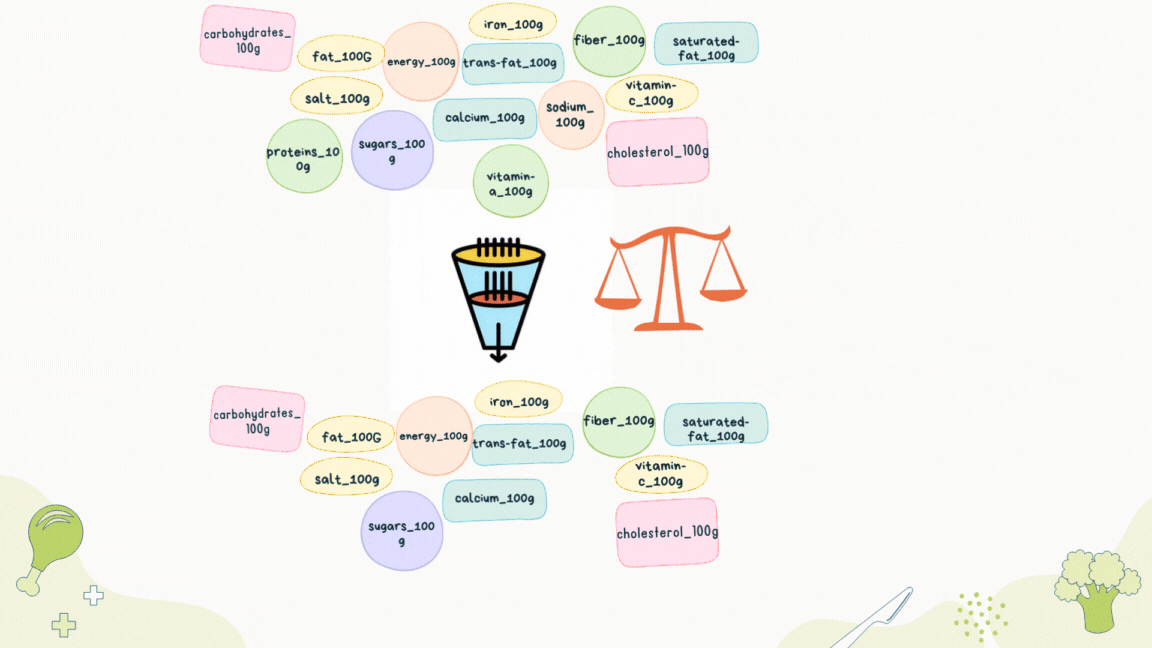 carbohydrates_
100g
fat_100G
energy_100g
iron_100g
trans-fat_100g
fiber_100g
saturated-
fat_100g
salt_100g
calcium_100g
sodium_
100g
vitamin-
c_100g
proteins_10
0g
sugars_100
g
vitamin-
a_100g
cholesterol_100g
carbohydrates_
100g
fat_100G
energy_100g
iron_100g
trans-fat_100g
fiber_100g
saturated-
fat_100g
salt_100g
sugars_100
g
calcium_100g
vitamin-
c_100g
cholesterol_100g